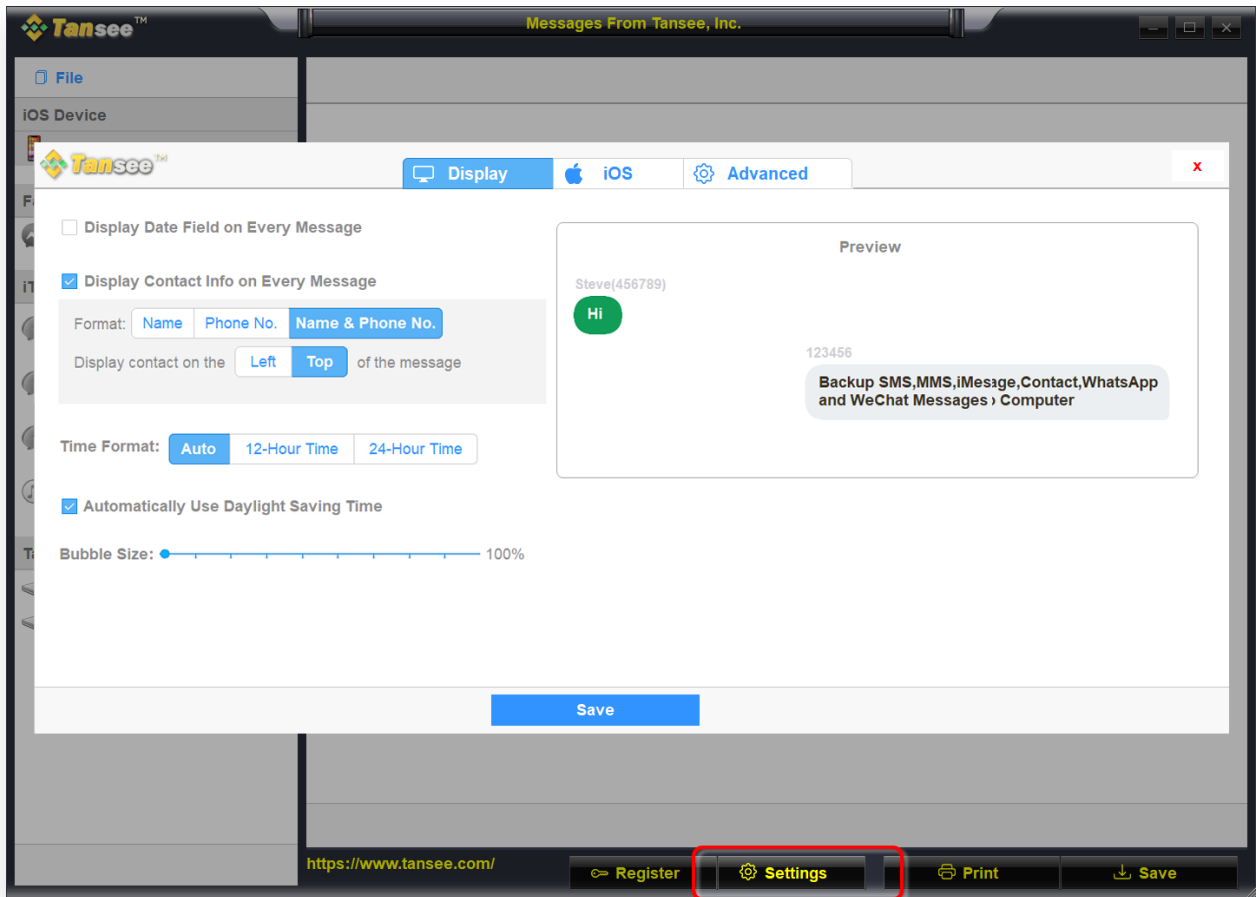 Tansee™
Messages From Tansee, Inc.
File
iOS Device
Tansee™
Display
iOS
Advanced
x
Display Date Field on Every Message
Display Contact Info on Every Message
Format: Name Phone No. Name & Phone No.
Display contact on the Left Top of the message
Time Format: Auto 12-Hour Time 24-Hour Time
Automatically Use Daylight Saving Time
Bubble Size: 100%
Preview
Steve(456789)
Hi
123456
Backup SMS,MMS,iMesage,Contact,WhatsApp
and WeChat Messages Computer
Save
https://www.tansee.com/
Register
Settings
Print
Save